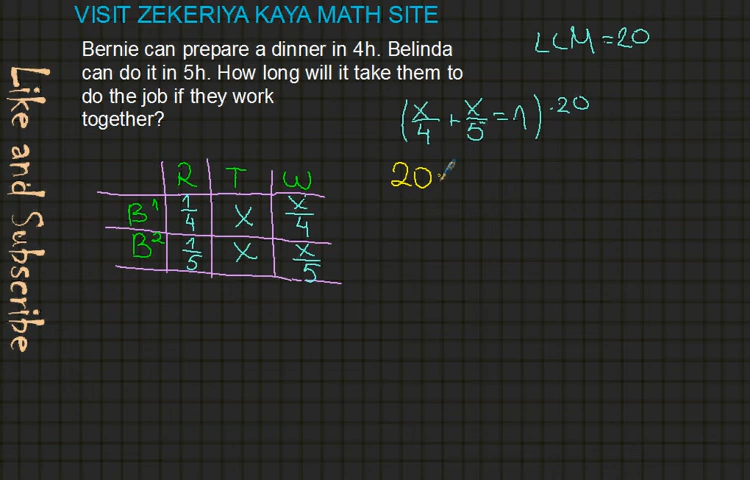 VISIT ZEKERIYA KAYA MATH SITE
Bernie can prepare a dinner in 4h. Belinda
can do it in 5h. How long will it take them to
do the job if they work
together?
LCM = 20
(x/4 + x/5 = 1) · 20
20 ·
R T W
B1 1/4 x x/4
B2 1/5 x x/5
Like and Subscribe